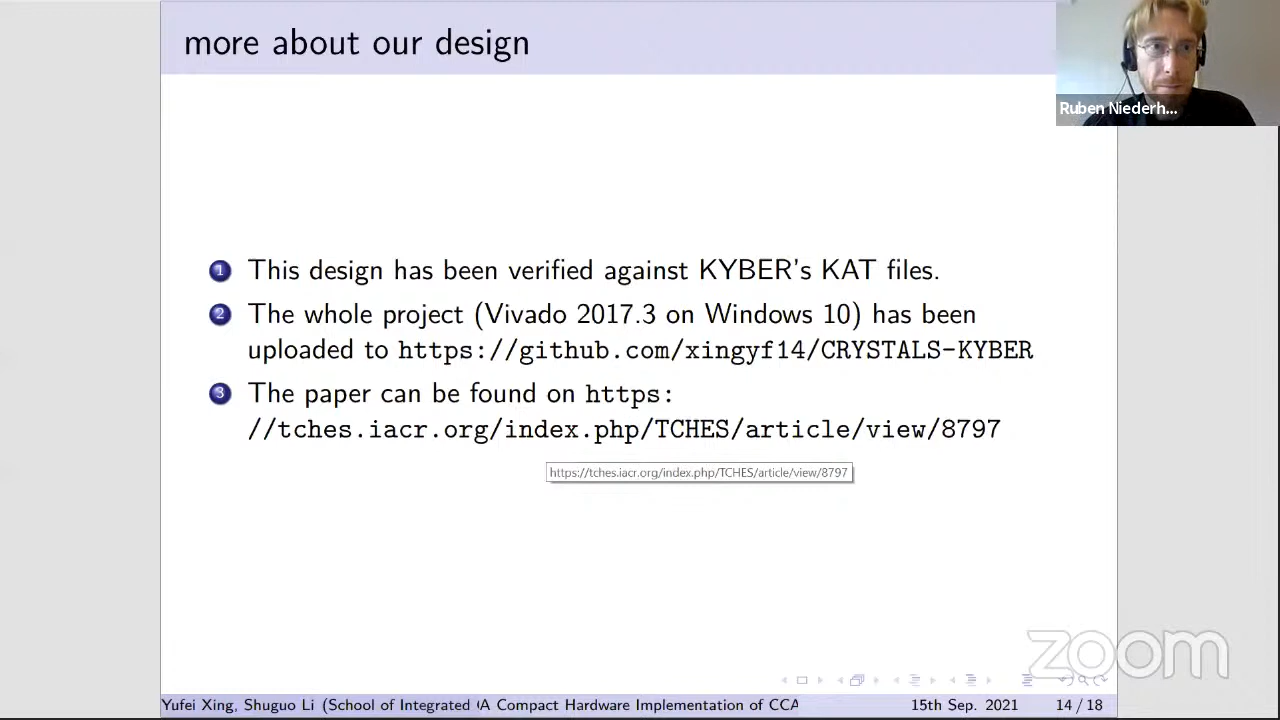 more about our design
Ruben Niederh...
1 This design has been verified against KYBER's KAT files.
2 The whole project (Vivado 2017.3 on Windows 10) has been
uploaded to https://github.com/xingyf14/CRYSTALS-KYBER
3 The paper can be found on https:
//tches.iacr.org/index.php/TCHES/article/view/8797
https://tches.iacr.org/index.php/TCHES/article/view/8797
zoom
Yufei Xing, Shuguo Li (School of Integrated A Compact Hardware Implementation of CCA 15th Sep. 2021 14 / 18